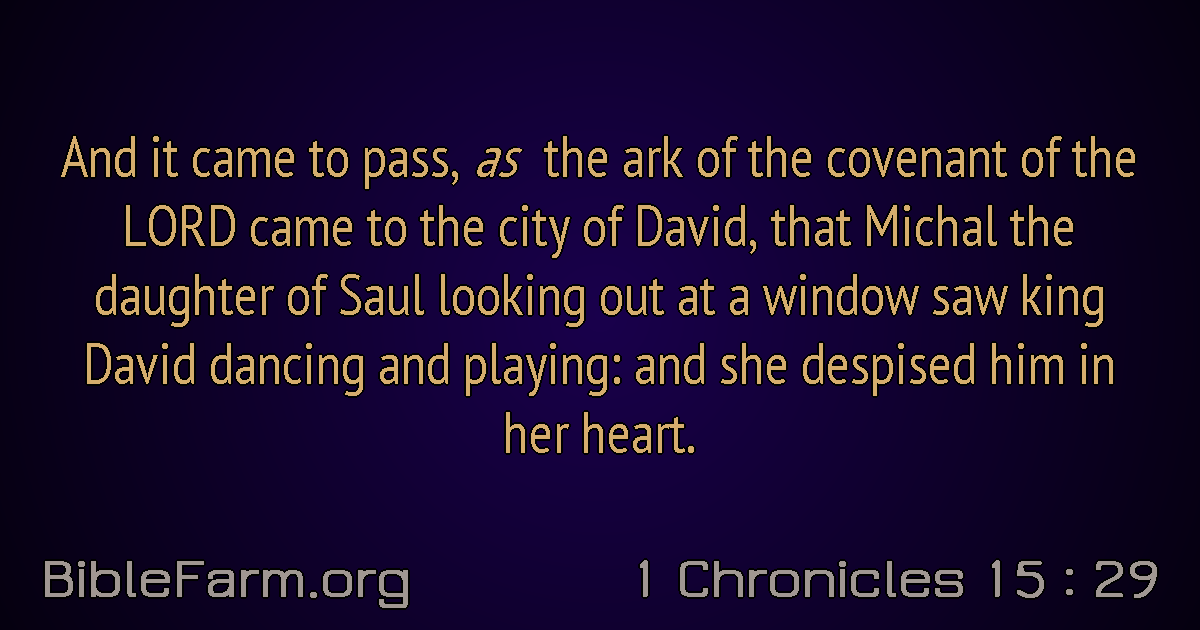 And it came to pass, as the ark of the covenant of the
LORD came to the city of David, that Michal the
daughter of Saul looking out at a window saw king
David dancing and playing: and she despised him in
her heart.
BibleFarm.org
1 Chronicles 15 : 29